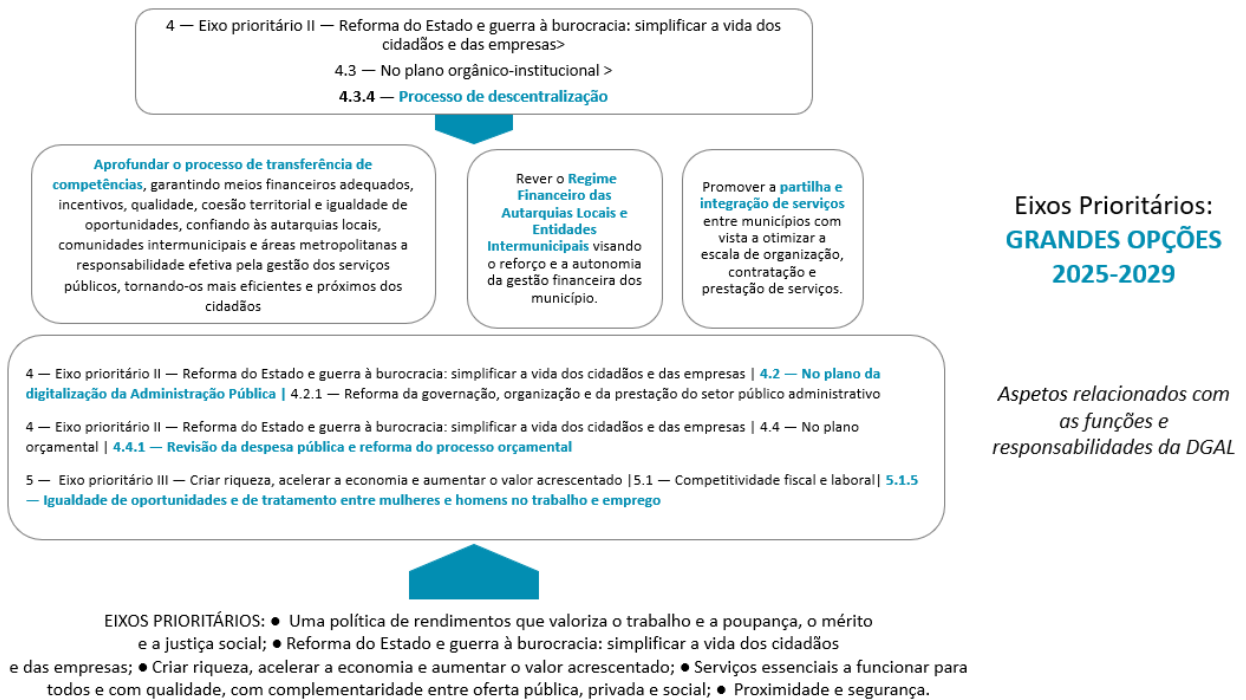 4 — Eixo prioritário II — Reforma do Estado e guerra à burocracia: simplificar a vida dos
cidadãos e das empresas>
4.3 — No plano orgânico-institucional >
4.3.4 — Processo de descentralização
Aprofundar o processo de transferência de
competências, garantindo meios financeiros adequados,
incentivos, qualidade, coesão territorial e igualdade de
oportunidades, confiando às autarquias locais,
comunidades intermunicipais e áreas metropolitanas a
responsabilidade efetiva pela gestão dos serviços
públicos, tornando-os mais eficientes e próximos dos
cidadãos
Rever o Regime
Financeiro das
Autarquias Locais e
Entidades
Intermunicipais visando
o reforço e a autonomia
da gestão financeira dos
município.
Promover a partilha e
integração de serviços
entre municípios com
vista a otimizar a
escala de organização,
contratação e
prestação de serviços.
Eixos Prioritários:
GRANDES OPÇÕES
2025-2029
4 — Eixo prioritário II — Reforma do Estado e guerra à burocracia: simplificar a vida dos cidadãos e das empresas | 4.2 — No plano da
digitalização da Administração Pública | 4.2.1 — Reforma da governação, organização e da prestação do setor público administrativo
4 — Eixo prioritário II — Reforma do Estado e guerra à burocracia: simplificar a vida dos cidadãos e das empresas | 4.4 — No plano
orçamental | 4.4.1 — Revisão da despesa pública e reforma do processo orçamental
5 — Eixo prioritário III — Criar riqueza, acelerar a economia e aumentar o valor acrescentado |5.1 — Competitividade fiscal e laboral| 5.1.5
— Igualdade de oportunidades e de tratamento entre mulheres e homens no trabalho e emprego
Aspetos relacionados com
as funções e
responsabilidades da DGAL
EIXOS PRIORITÁRIOS: ● Uma política de rendimentos que valoriza o trabalho e a poupança, o mérito
e a justiça social; ● Reforma do Estado e guerra à burocracia: simplificar a vida dos cidadãos
e das empresas; ● Criar riqueza, acelerar a economia e aumentar o valor acrescentado; ● Serviços essenciais a funcionar para
todos e com qualidade, com complementaridade entre oferta pública, privada e social; ● Proximidade e segurança.